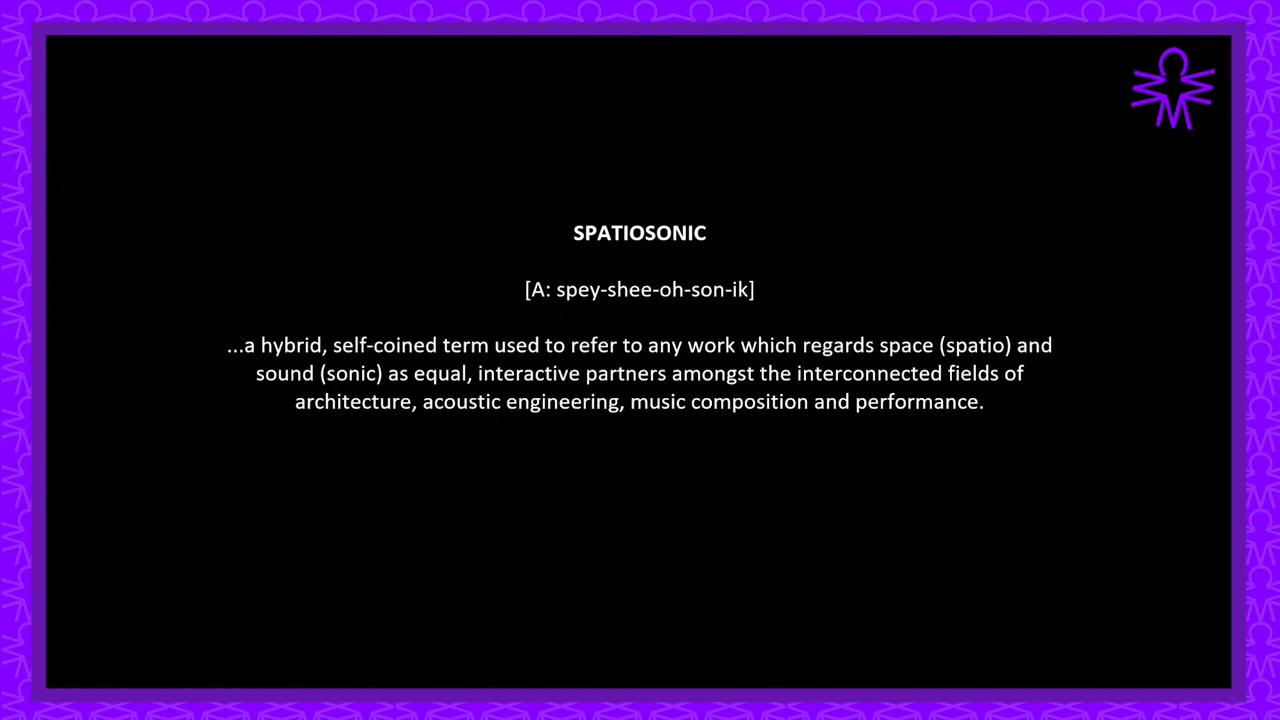 SPATIOSONIC
[A: spey-shee-oh-son-ik]
...a hybrid, self-coined term used to refer to any work which regards space (spatio) and
sound (sonic) as equal, interactive partners amongst the interconnected fields of
architecture, acoustic engineering, music composition and performance.